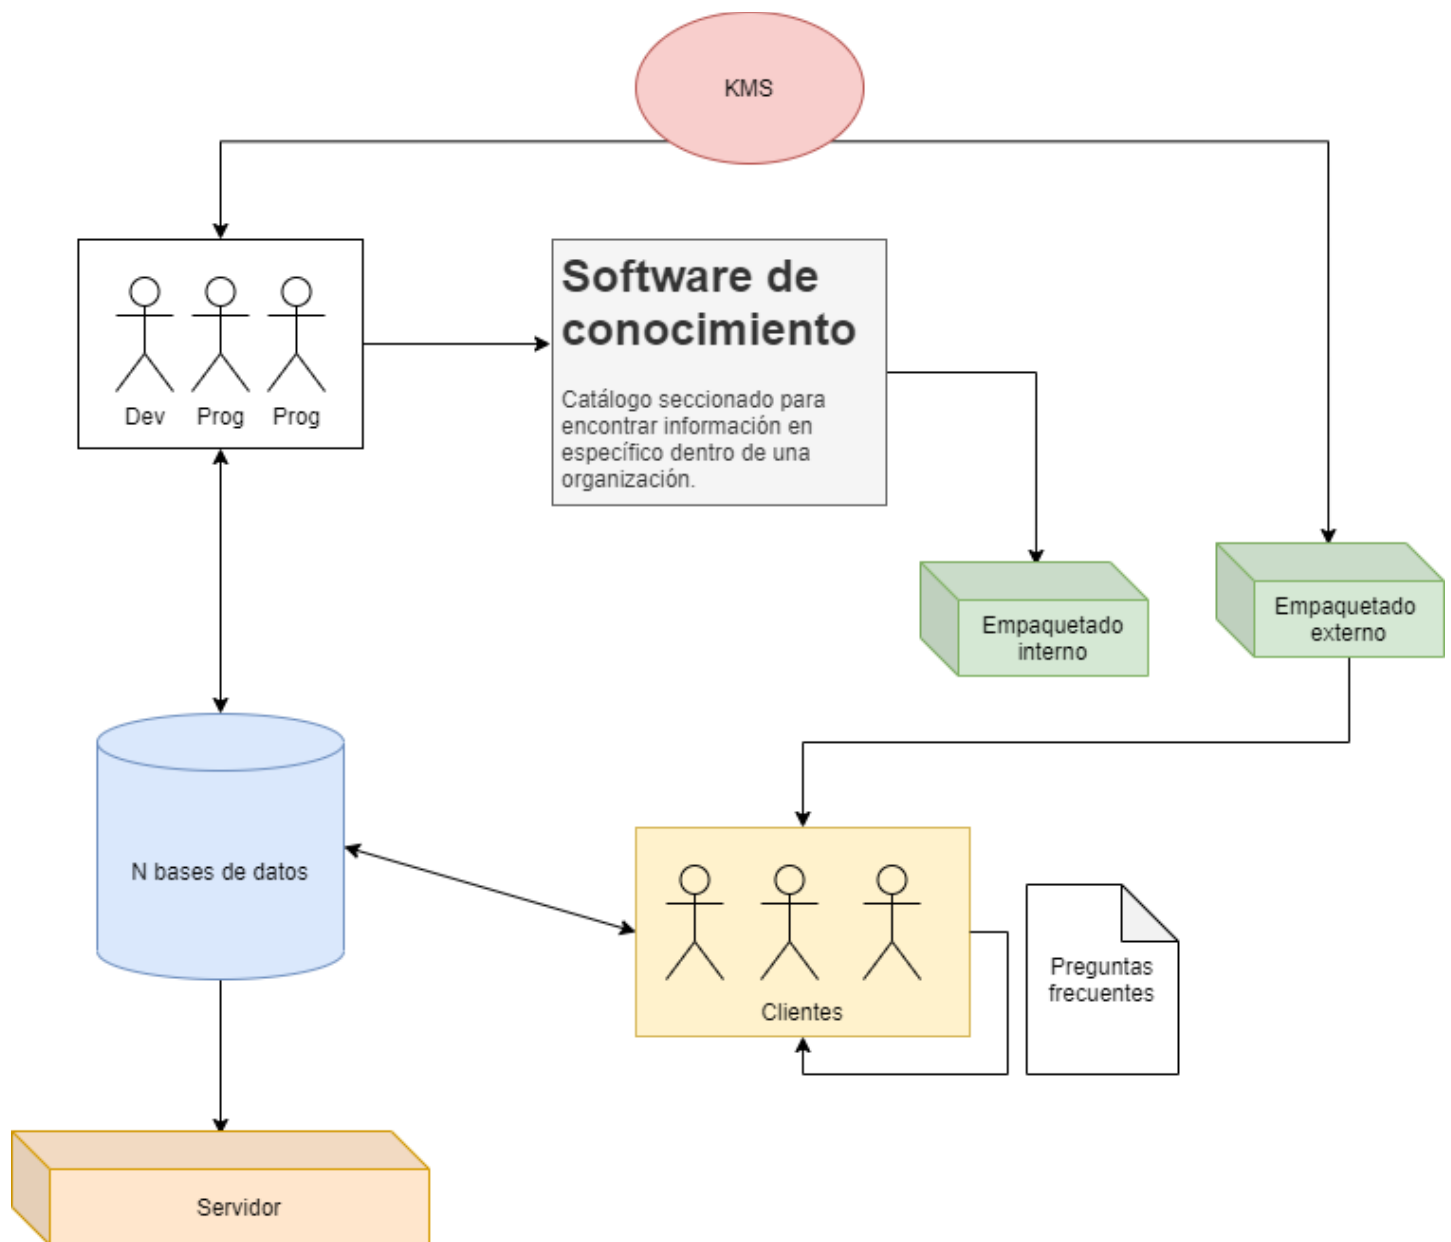 KMS
Dev Prog Prog
Software de
conocimiento
Catálogo seccionado para
encontrar información en
específico dentro de una
organización.
Empaquetado
interno
Empaquetado
externo
N bases de datos
Clientes
Preguntas
frecuentes
Servidor